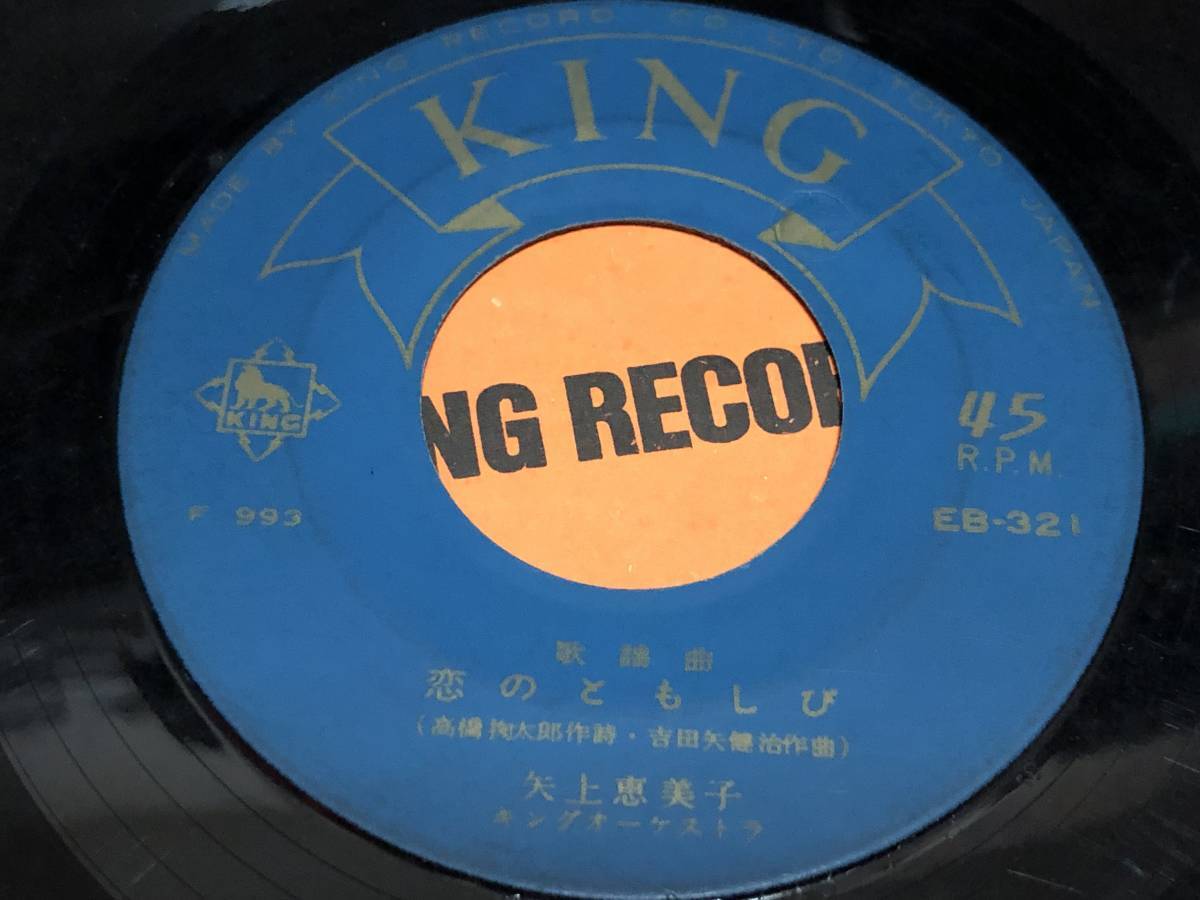 MADE BY KING RECORD CO. LTD. TOKYO JAPAN
KING
NG RECOR
KING
45
R.P.M.
F 993
EB-321
歌謡曲
恋のともしび
(高橋掬太郎作詩・吉田矢健治作曲)
矢上恵美子
キングオーケストラ